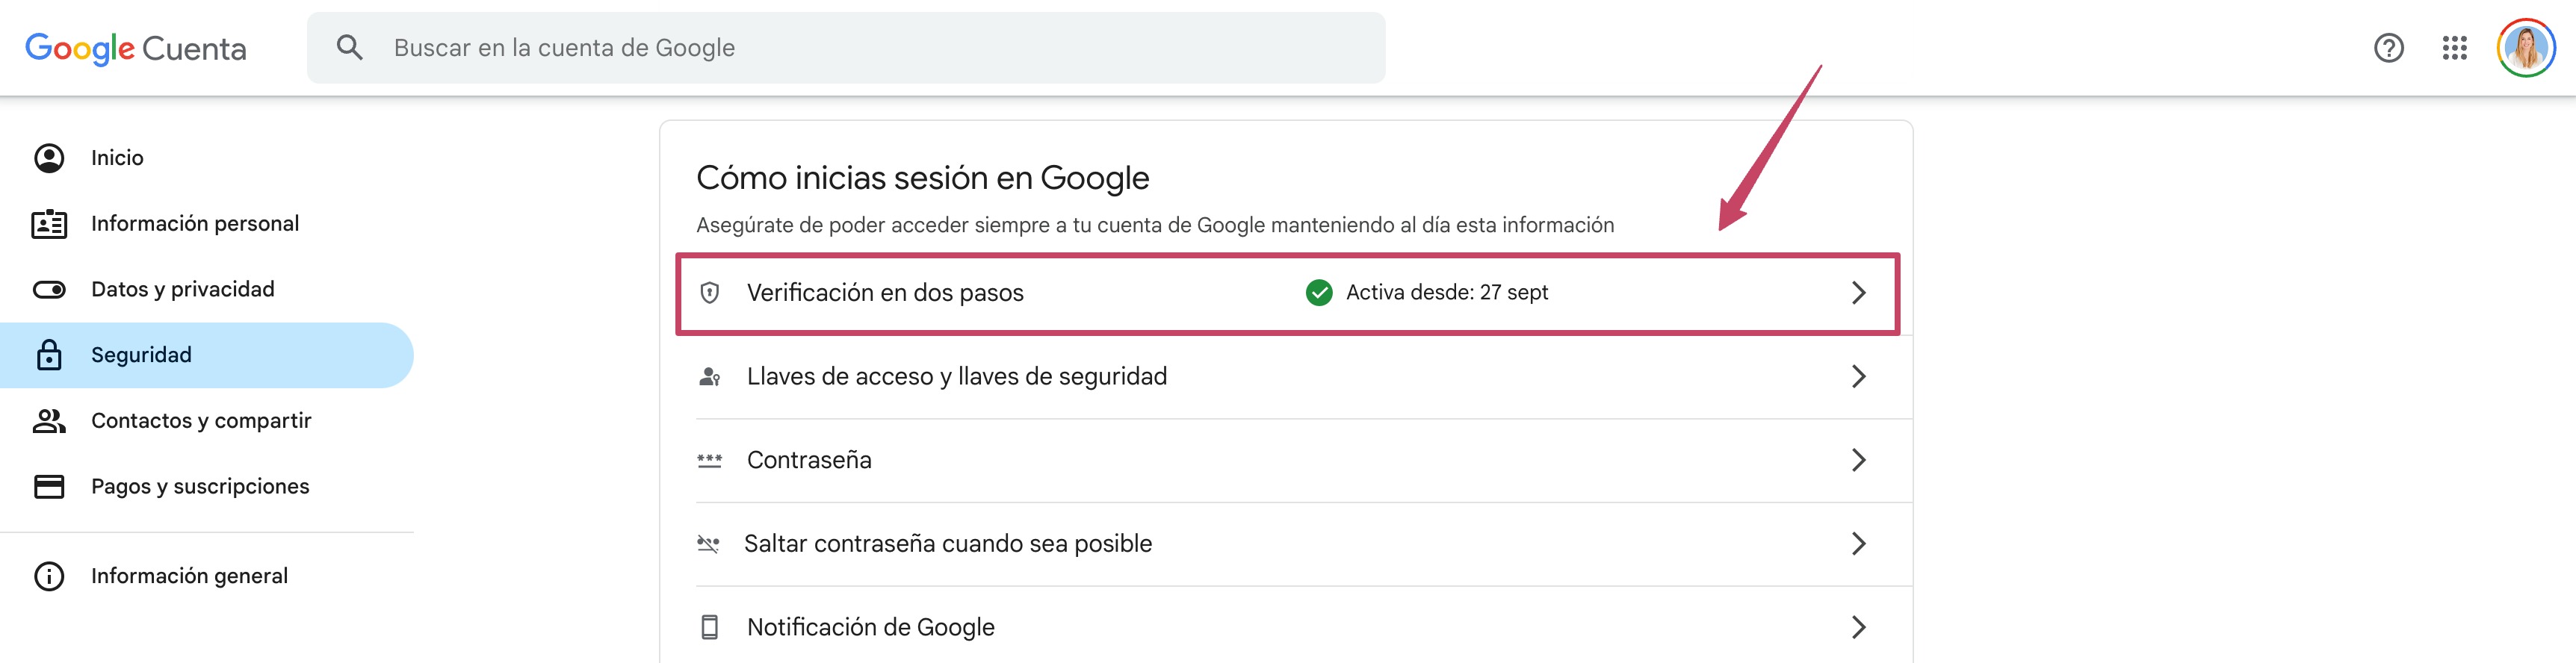 Google Cuenta
Buscar en la cuenta de Google
Inicio
Información personal
Datos y privacidad
Seguridad
Contactos y compartir
Pagos y suscripciones
Información general
Cómo inicias sesión en Google
Asegúrate de poder acceder siempre a tu cuenta de Google manteniendo al día esta información
Verificación en dos pasos
Activa desde: 27 sept
Llaves de acceso y llaves de seguridad
Contraseña
Saltar contraseña cuando sea posible
Notificación de Google